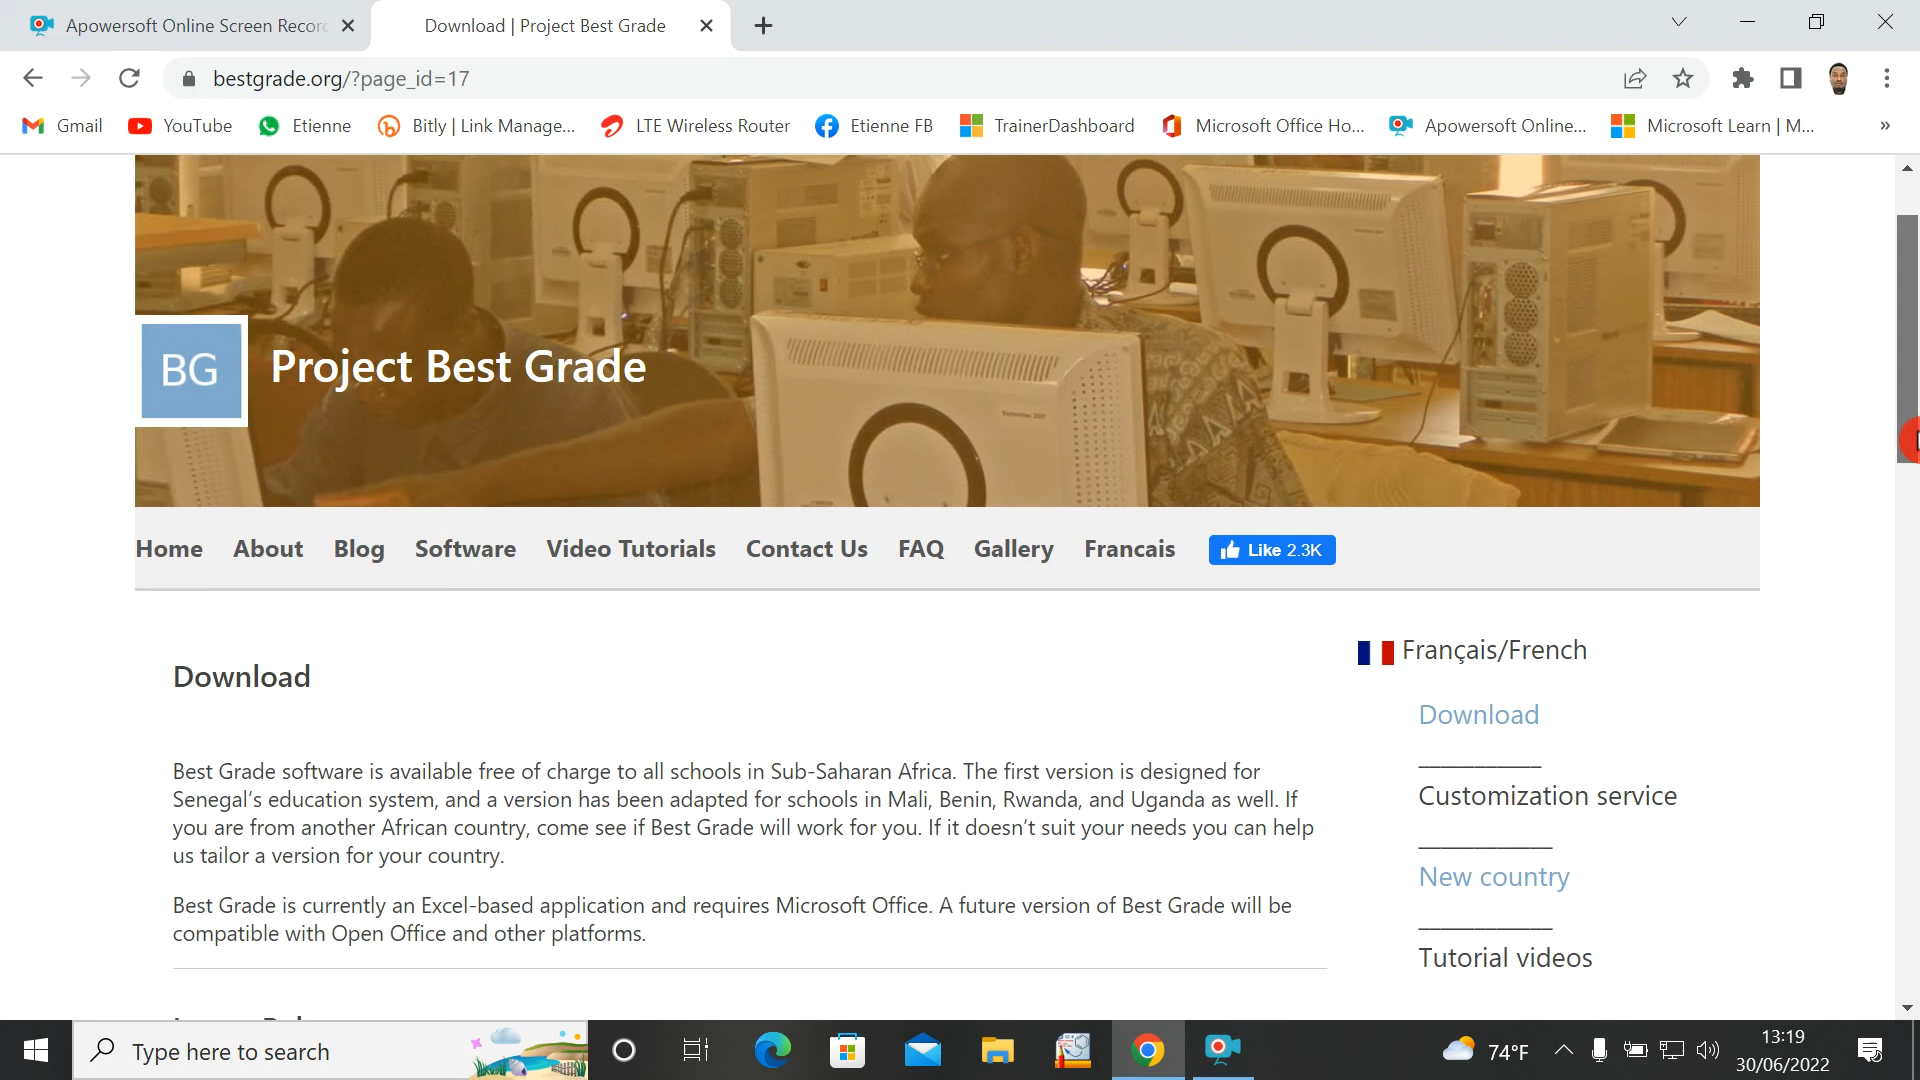 Apowersoft Online Screen Recor
Download | Project Best Grade
bestgrade.org/?page_id=17
Gmail
YouTube
Etienne
Bitly | Link Manage...
LTE Wireless Router
Etienne FB
TrainerDashboard
Microsoft Office Ho...
Apowersoft Online...
Microsoft Learn | M...
»
BG
Project Best Grade
Home About Blog Software Video Tutorials Contact Us FAQ Gallery Francais Like 2.3K
Download
Best Grade software is available free of charge to all schools in Sub-Saharan Africa. The first version is designed for
Senegal’s education system, and a version has been adapted for schools in Mali, Benin, Rwanda, and Uganda as well. If
you are from another African country, come see if Best Grade will work for you. If it doesn’t suit your needs you can help
us tailor a version for your country.
Best Grade is currently an Excel-based application and requires Microsoft Office. A future version of Best Grade will be
compatible with Open Office and other platforms.
Français/French
Download
Customization service
New country
Tutorial videos
Type here to search
74°F
13:19
30/06/2022